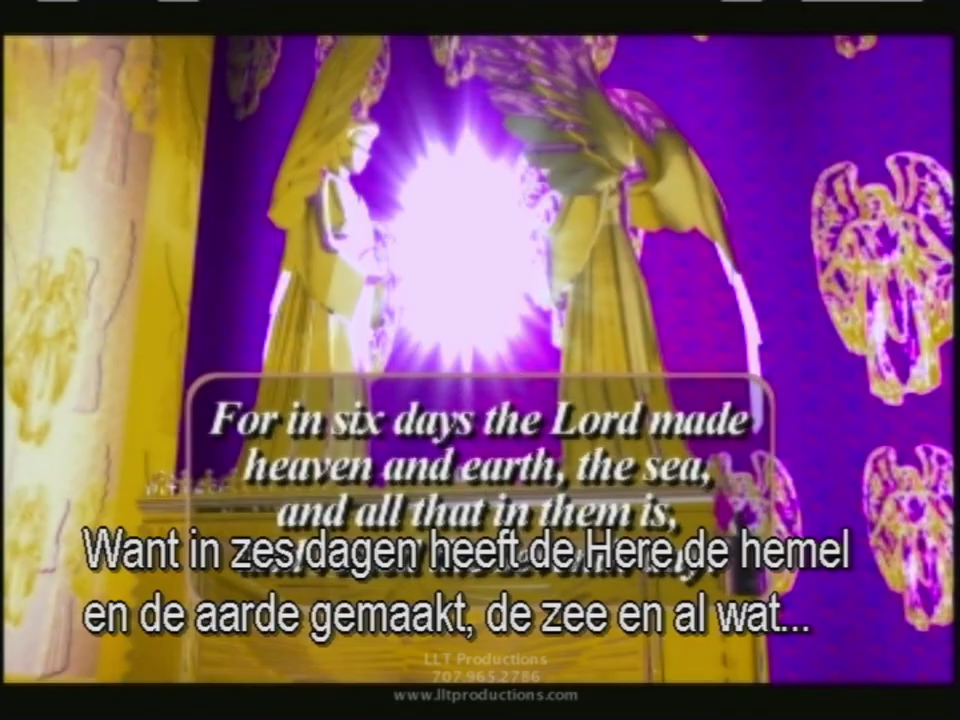 For in six days the Lord made
heaven and earth, the sea,
and all that in them is,
Want in zes dagen heeft de Here de hemel
en de aarde gemaakt, de zee en al wat...
LLT Productions
707.965.2786
www.lltproductions.com